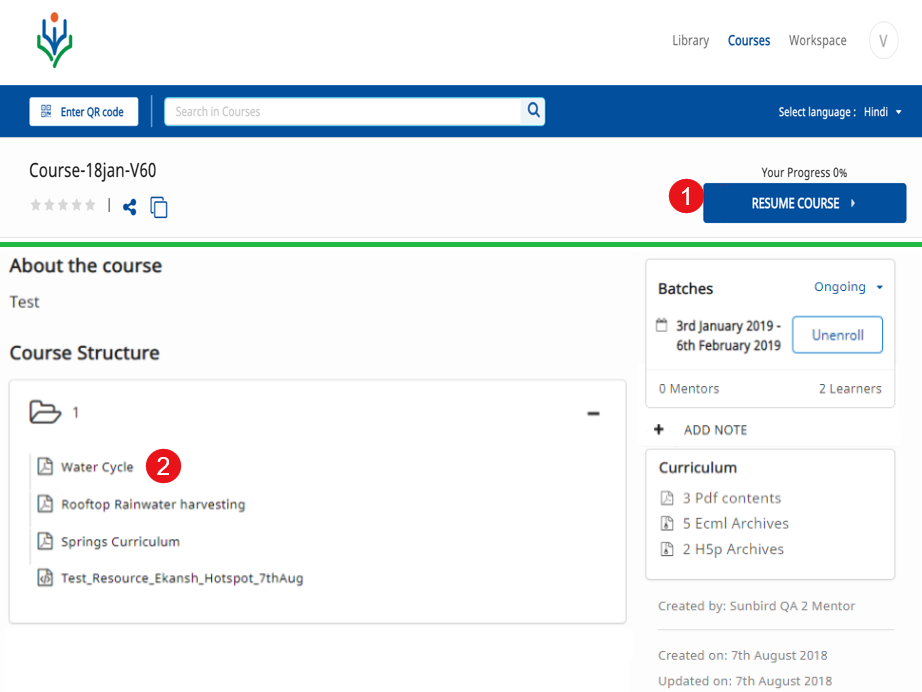 Library Courses Workspace V
Enter QR code Search in Courses Select language : Hindi
Course-18jan-V60
Your Progress 0%
1 RESUME COURSE
About the course
Test
Course Structure
1
Water Cycle 2
Rooftop Rainwater harvesting
Springs Curriculum
Test_Resource_Ekansh_Hotspot_7thAug
Batches Ongoing
3rd January 2019 -
6th February 2019
Unenroll
0 Mentors 2 Learners
+ ADD NOTE
Curriculum
3 Pdf contents
5 Ecml Archives
2 H5p Archives
Created by: Sunbird QA 2 Mentor
Created on: 7th August 2018
Updated on: 7th August 2018